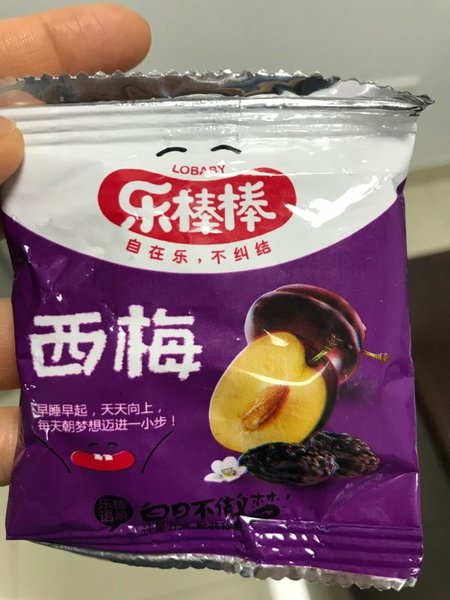 LOBABY
乐棒棒
自在乐，不纠结
西梅
早睡早起，天天向上，
每天朝梦想迈进一小步！
白日不做梦！